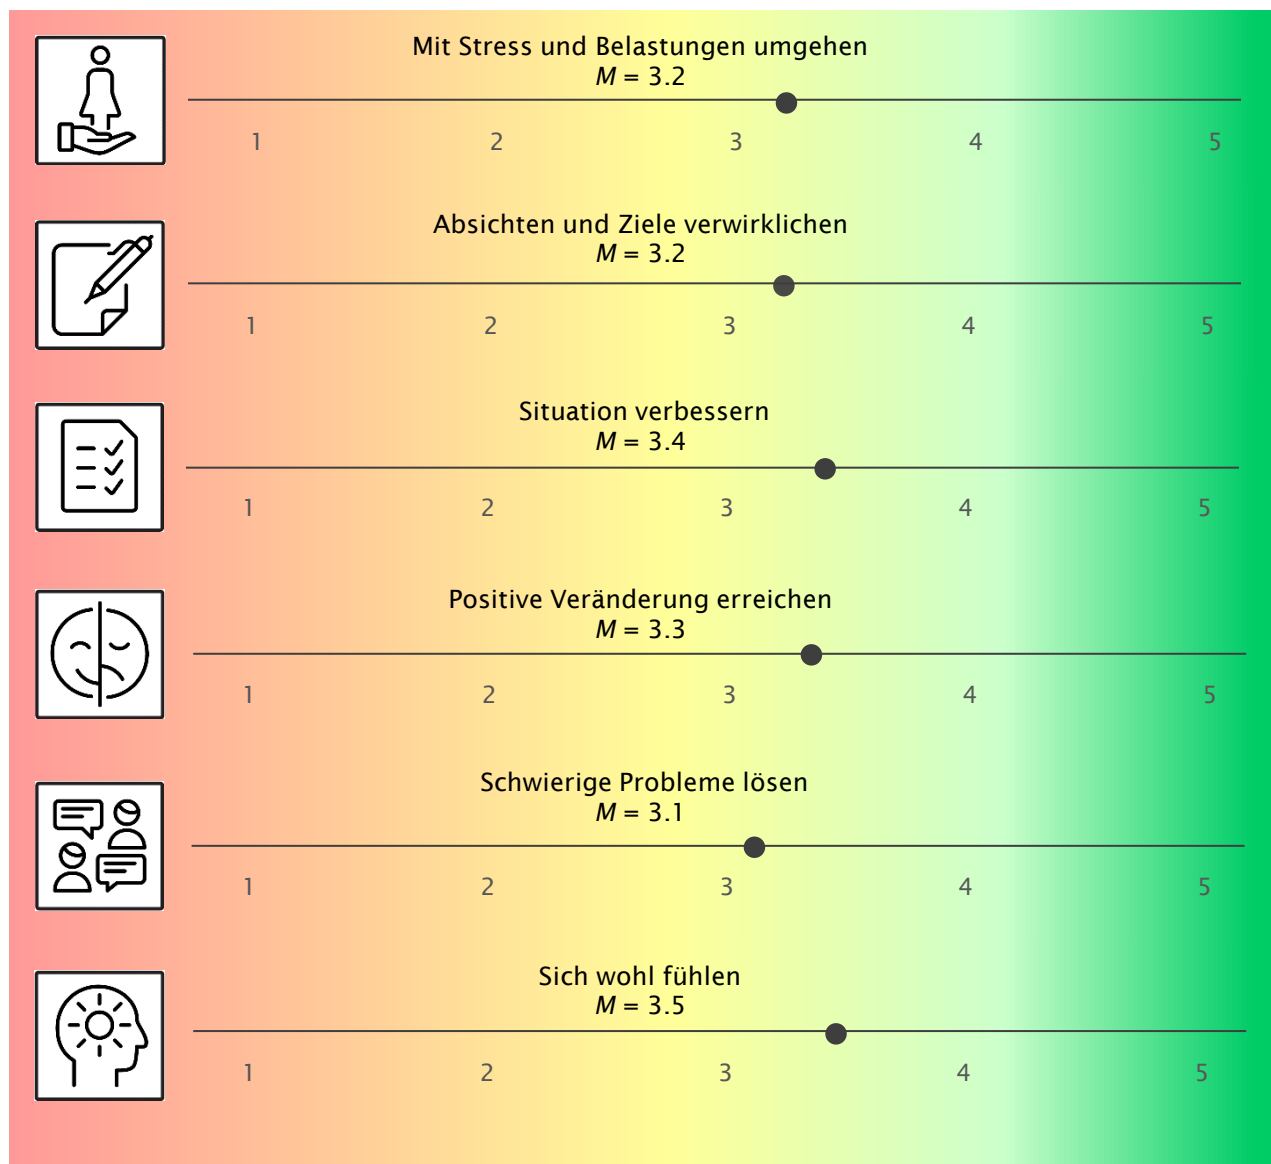 Mit Stress und Belastungen umgehen
M = 3.2
1 2 3 4 5
Absichten und Ziele verwirklichen
M = 3.2
1 2 3 4 5
Situation verbessern
M = 3.4
1 2 3 4 5
Positive Veränderung erreichen
M = 3.3
1 2 3 4 5
Schwierige Probleme lösen
M = 3.1
1 2 3 4 5
Sich wohl fühlen
M = 3.5
1 2 3 4 5